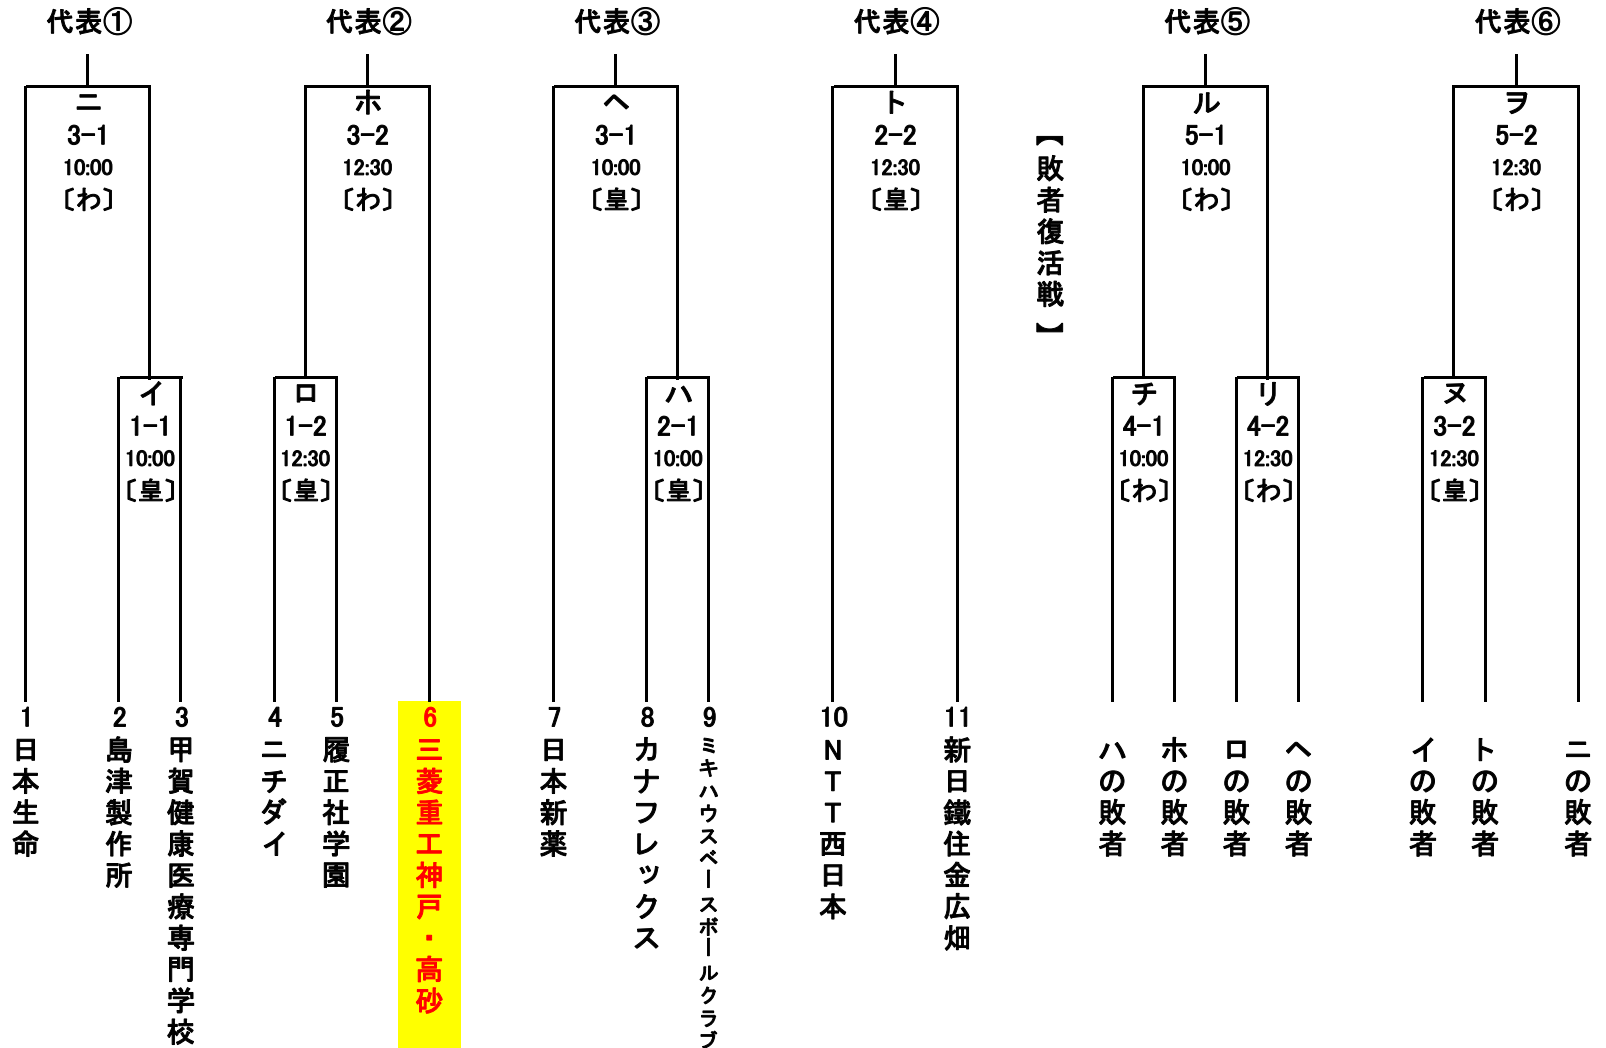 代表①
ニ
3-1
10:00
〔わ〕
イ
1-1
10:00
〔皇〕
1 日本生命
2 島津製作所
3 甲賀健康医療専門学校
代表②
ホ
3-2
12:30
〔わ〕
ロ
1-2
12:30
〔皇〕
4 ニチダイ
5 履正社学園
6 三菱重工神戸・高砂
代表③
ヘ
3-1
10:00
〔皇〕
ハ
2-1
10:00
〔皇〕
7 日本新薬
8 カナフレックス
9 ミキハウスベースボールクラブ
代表④
ト
2-2
12:30
〔皇〕
10 NTT西日本
11 新日鐵住金広畑
【敗者復活戦】
代表⑤
ル
5-1
10:00
〔わ〕
チ
4-1
10:00
〔わ〕
リ
4-2
12:30
〔わ〕
ハの敗者
ホの敗者
ロの敗者
ヘの敗者
代表⑥
ヲ
5-2
12:30
〔わ〕
ヌ
3-2
12:30
〔皇〕
イの敗者
トの敗者
ニの敗者